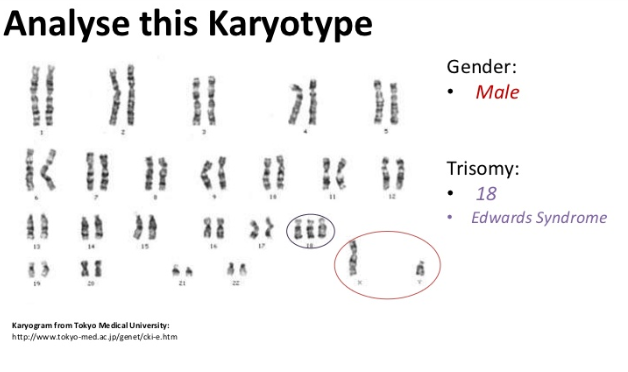 Analyse this Karyotype
Gender:
• Male
Trisomy:
• 18
• Edwards Syndrome
1 2 3 4 5
6 7 8 9 10 11 12
13 14 15 16 17 18
19 20 21 22 X Y
Karyogram from Tokyo Medical University:
http://www.tokyo-med.ac.jp/genet/cki-e.htm